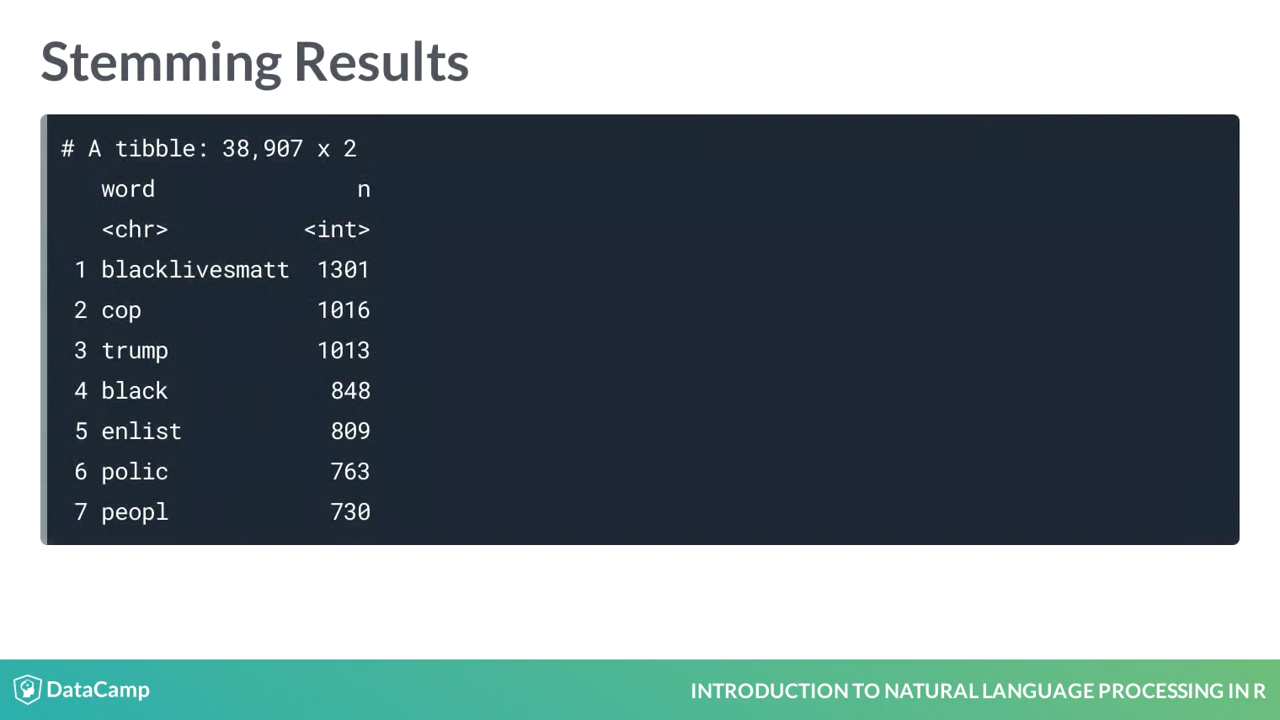 Stemming Results
# A tibble: 38,907 x 2
word n
<chr> <int>
1 blacklivesmatt 1301
2 cop 1016
3 trump 1013
4 black 848
5 enlist 809
6 polic 763
7 peopl 730
DataCamp
INTRODUCTION TO NATURAL LANGUAGE PROCESSING IN R